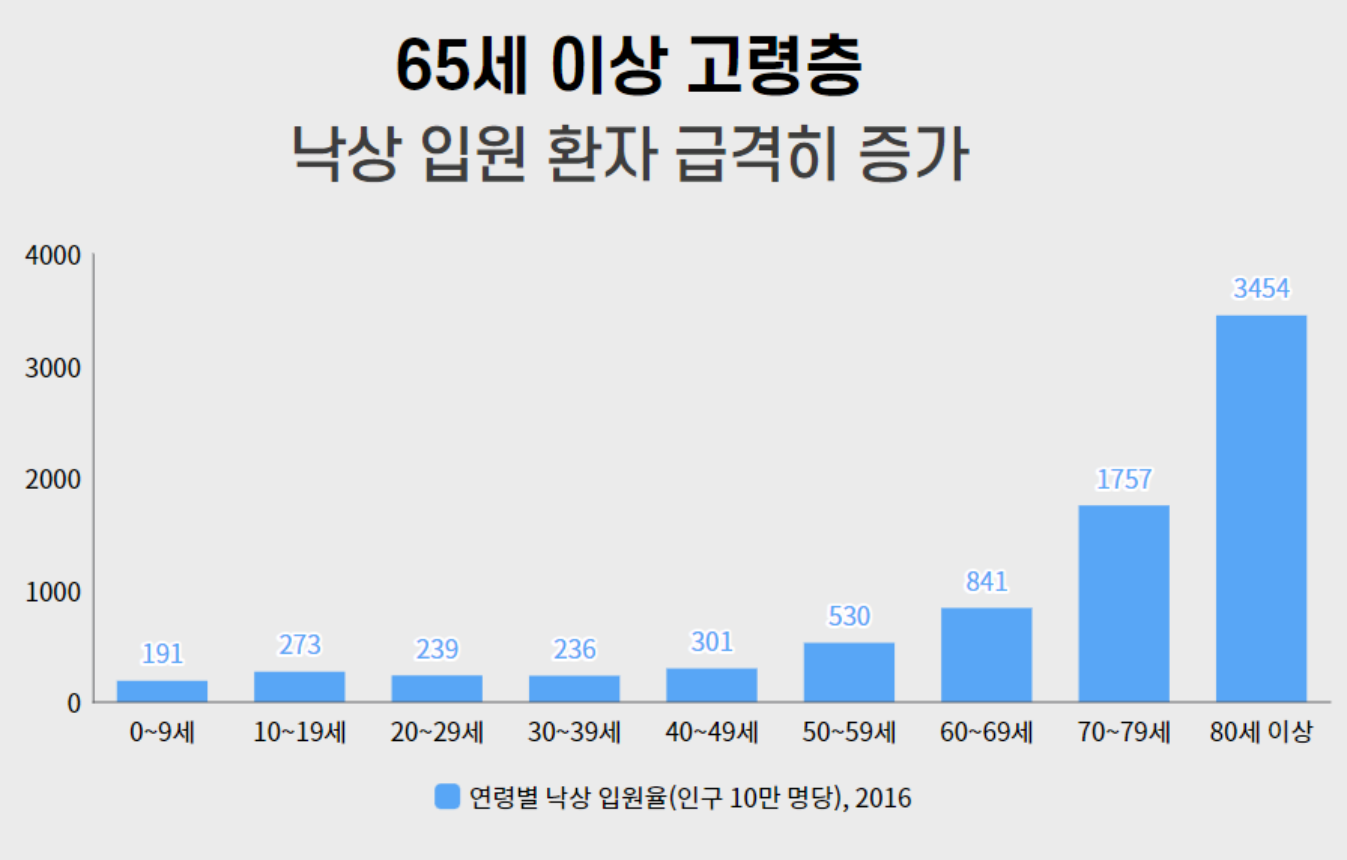 65세 이상 고령층
낙상 입원 환자 급격히 증가
4000
3000
2000
1000
0
191
273
239
236
301
530
841
1757
3454
0~9세
10~19세
20~29세
30~39세
40~49세
50~59세
60~69세
70~79세
80세 이상
연령별 낙상 입원율(인구 10만 명당), 2016